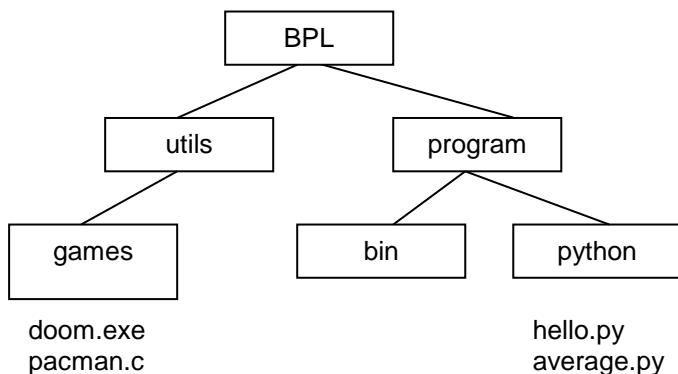 BPL
utils
program
games
bin
python
doom.exe
pacman.c
hello.py
average.py